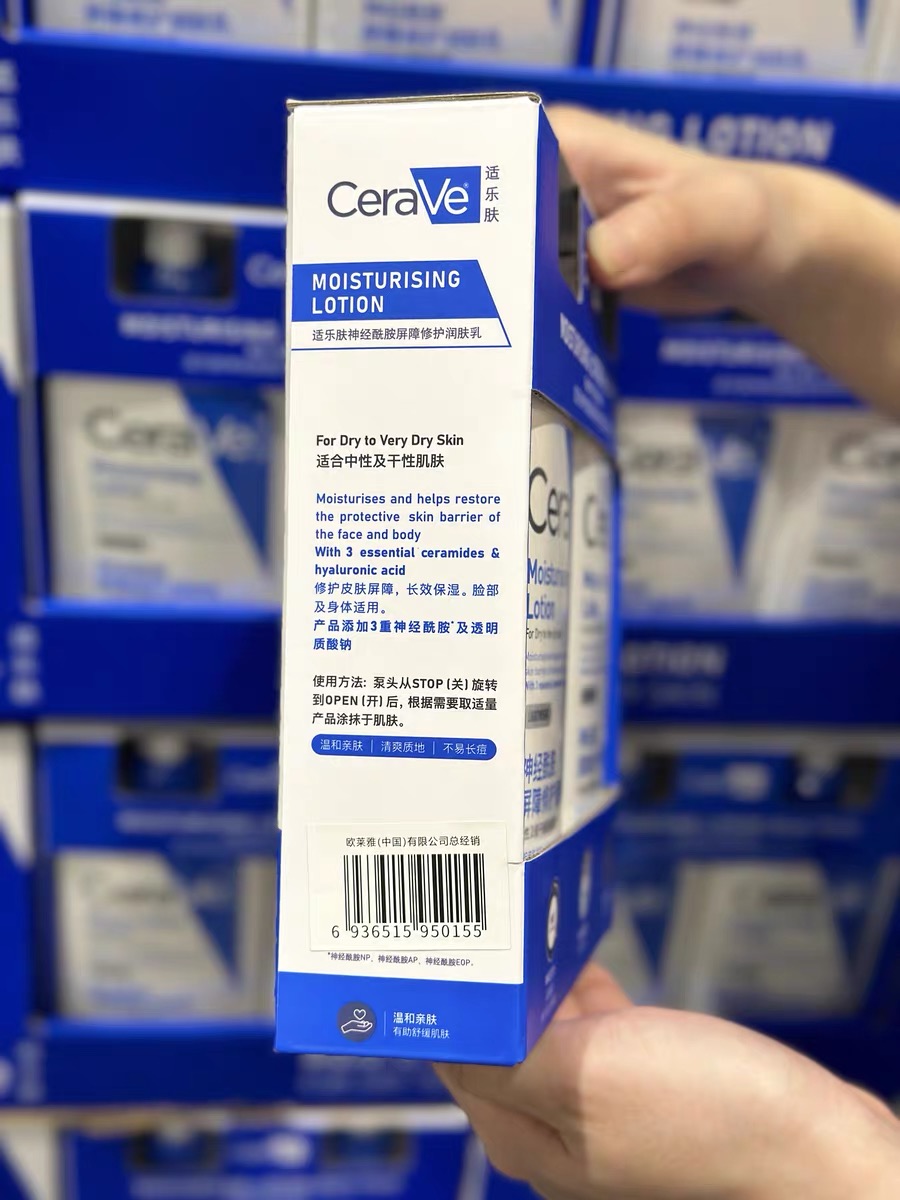 CeraVe®
适乐肤
MOISTURISING
LOTION
适乐肤神经酰胺屏障修护润肤乳
For Dry to Very Dry Skin
适合中性及干性肌肤
Moisturises and helps restore
the protective skin barrier of
the face and body
With 3 essential ceramides &
hyaluronic acid
修护皮肤屏障，长效保湿。脸部
及身体适用。
产品添加3重神经酰胺*及透明
质酸钠
使用方法：泵头从STOP (关) 旋转
到OPEN (开) 后，根据需要取适量
产品涂抹于肌肤。
温和亲肤 | 清爽质地 | 不易长痘
欧莱雅(中国)有限公司总经销
6 936515 950155
*神经酰胺NP、神经酰胺AP、神经酰胺EOP。
温和亲肤
有助舒缓肌肤
Lotion
LOTION